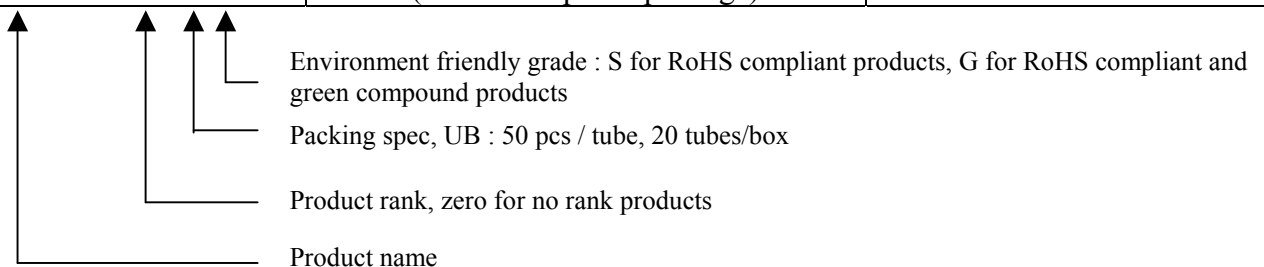 Environment friendly grade : S for RoHS compliant products, G for RoHS compliant and
green compound products
Packing spec, UB : 50 pcs / tube, 20 tubes/box
Product rank, zero for no rank products
Product name